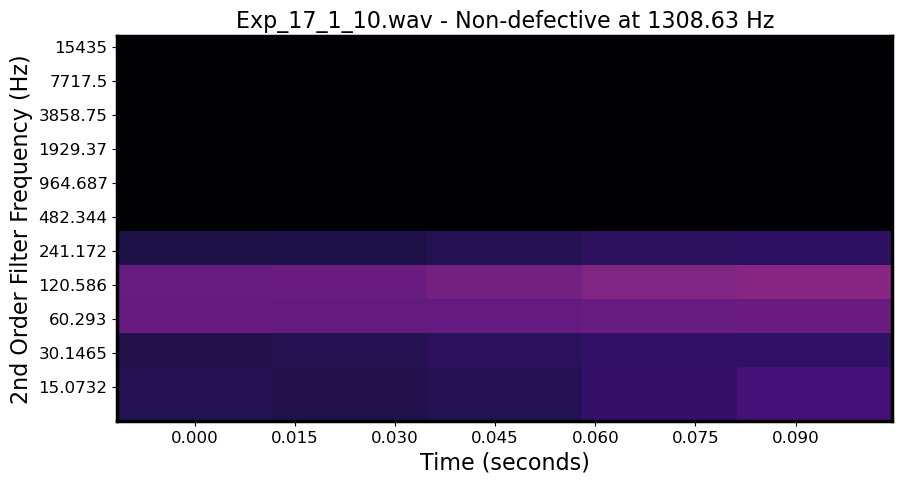 Exp_17_1_10.wav - Non-defective at 1308.63 Hz
2nd Order Filter Frequency (Hz)
15435
7717.5
3858.75
1929.37
964.687
482.344
241.172
120.586
60.293
30.1465
15.0732
0.000 0.015 0.030 0.045 0.060 0.075 0.090
Time (seconds)